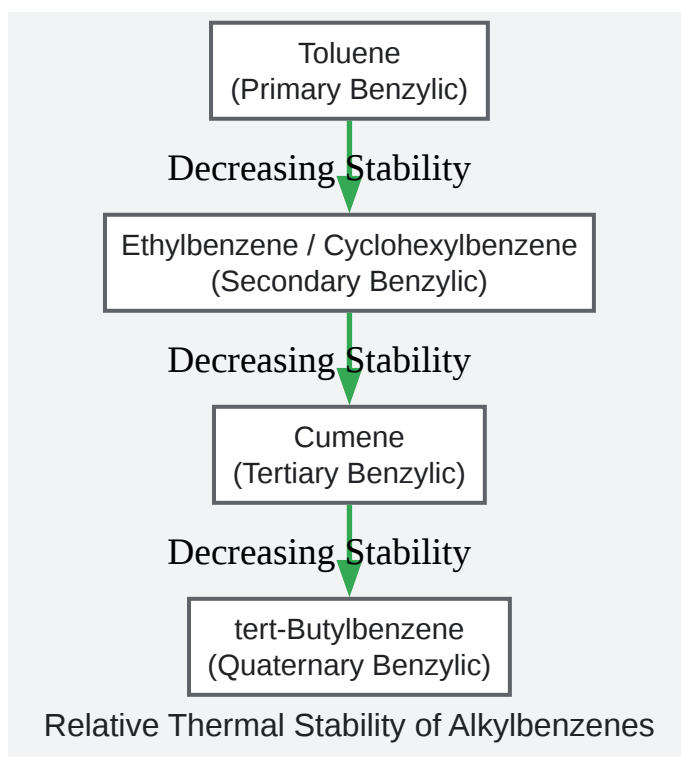 Toluene
(Primary Benzylic)
Decreasing Stability
Ethylbenzene / Cyclohexylbenzene
(Secondary Benzylic)
Decreasing Stability
Cumene
(Tertiary Benzylic)
Decreasing Stability
tert-Butylbenzene
(Quaternary Benzylic)
Relative Thermal Stability of Alkylbenzenes